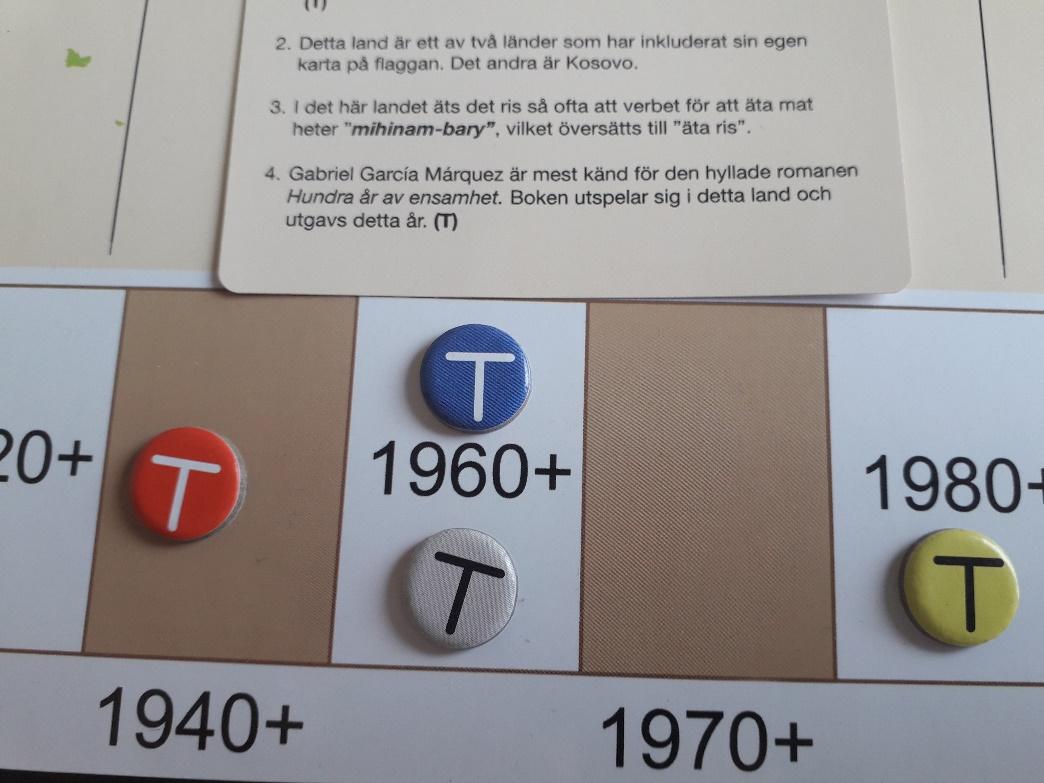 (T)
2. Detta land är ett av två länder som har inkluderat sin egen
karta på flaggan. Det andra är Kosovo.
3. I det här landet äts det ris så ofta att verbet för att äta mat
heter ”mihinam-bary”, vilket översätts till ”äta ris”.
4. Gabriel García Márquez är mest känd för den hyllade romanen
Hundra år av ensamhet. Boken utspelar sig i detta land och
utgavs detta år. (T)
T
20+
T
1960+
1980+
T
T
1940+
1970+